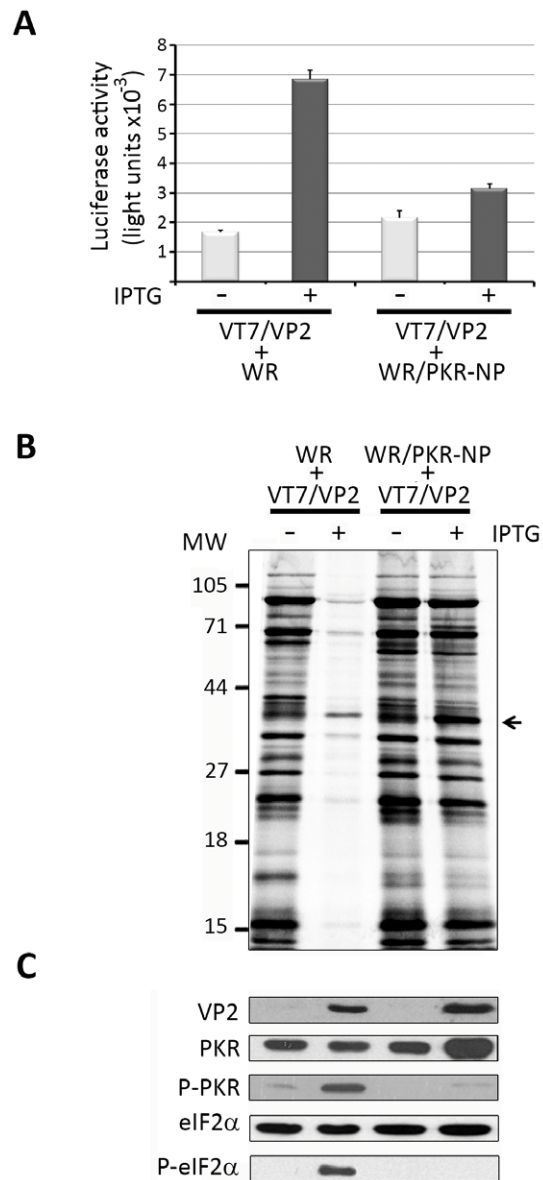 A
Luciferase activity
(light units x10⁻³)
8
7
6
5
4
3
2
1
IPTG - + - +
VT7/VP2 VT7/VP2
+ +
WR WR/PKR-NP
B
WR WR/PKR-NP
+ +
VT7/VP2 VT7/VP2
MW - + - + IPTG
105
71
44
27
18
15
C
VP2
PKR
P-PKR
eIF2α
P-eIF2α